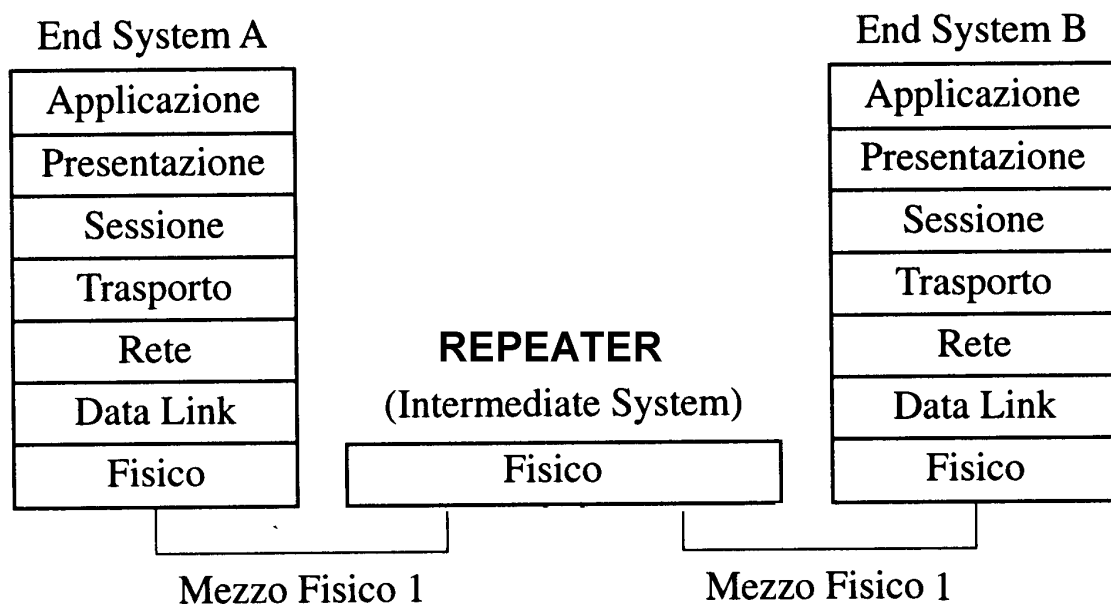 End System A
Applicazione
Presentazione
Sessione
Trasporto
Rete
Data Link
Fisico
REPEATER
(Intermediate System)
Fisico
End System B
Applicazione
Presentazione
Sessione
Trasporto
Rete
Data Link
Fisico
Mezzo Fisico 1
Mezzo Fisico 1